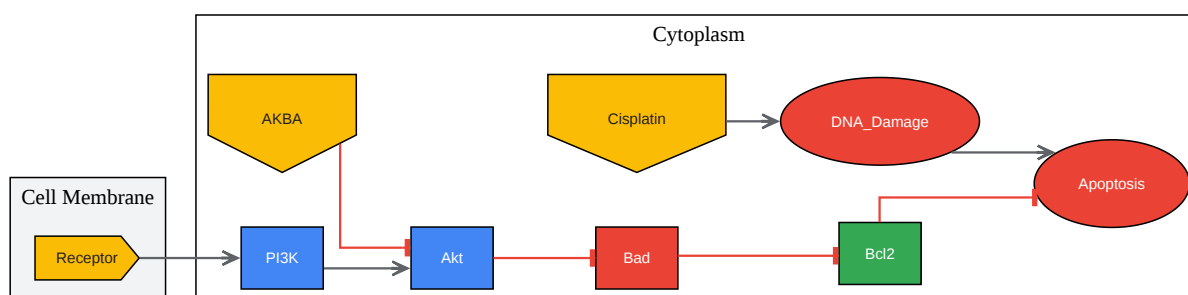 Cytoplasm
AKBA
Cisplatin
DNA_Damage
Apoptosis
Cell Membrane
Receptor
PI3K
Akt
Bad
Bcl2